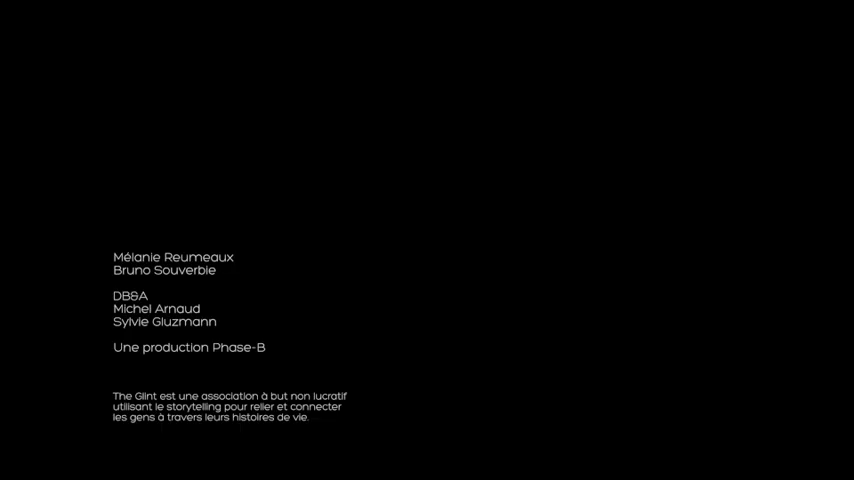 Mélanie Reumeaux
Bruno Souverbie
DB&A
Michel Arnaud
Sylvie Gluzmann
Une production Phase-B
The Glint est une association à but non lucratif
utilisant le storytelling pour relier et connecter
les gens à travers leurs histoires de vie.